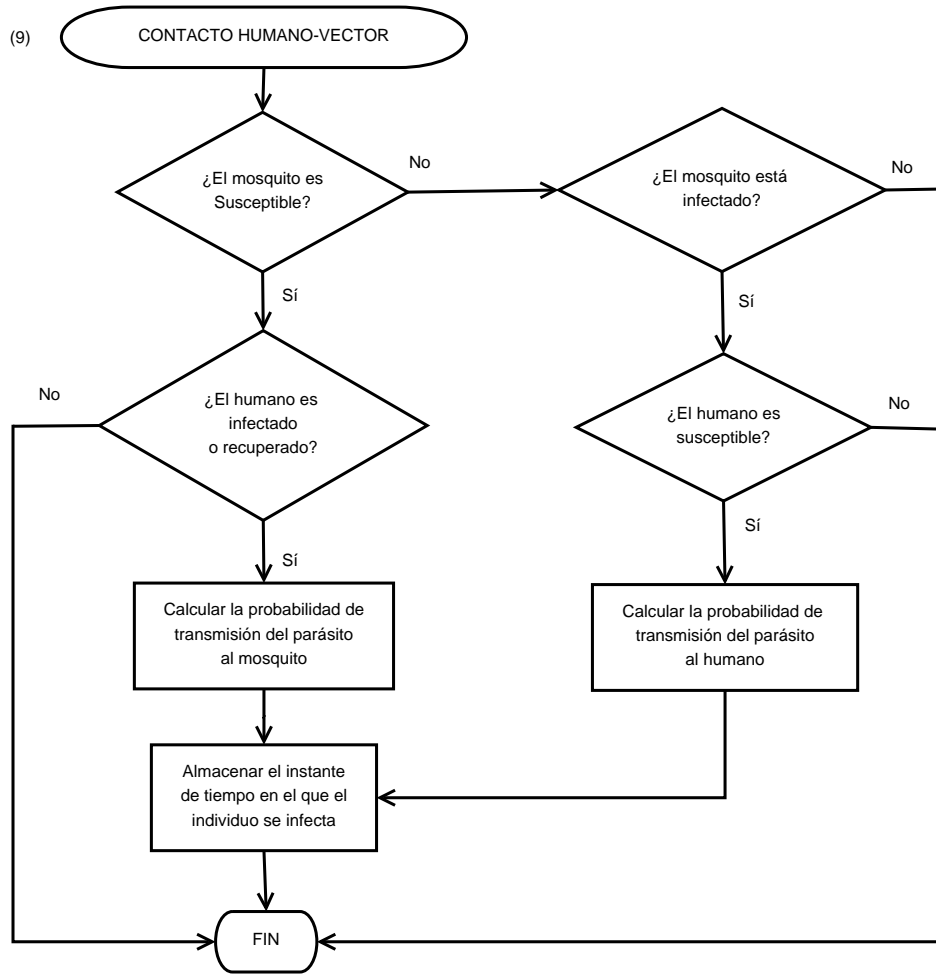 (9)
CONTACTO HUMANO-VECTOR
¿El mosquito es
Susceptible?
No
¿El mosquito está
infectado?
No
Sí
Sí
¿El humano es
infectado
o recuperado?
No
¿El humano es
susceptible?
No
Sí
Sí
Calcular la probabilidad de
transmisión del parásito
al mosquito
Calcular la probabilidad de
transmisión del parásito
al humano
Almacenar el instante
de tiempo en el que el
individuo se infecta
FIN